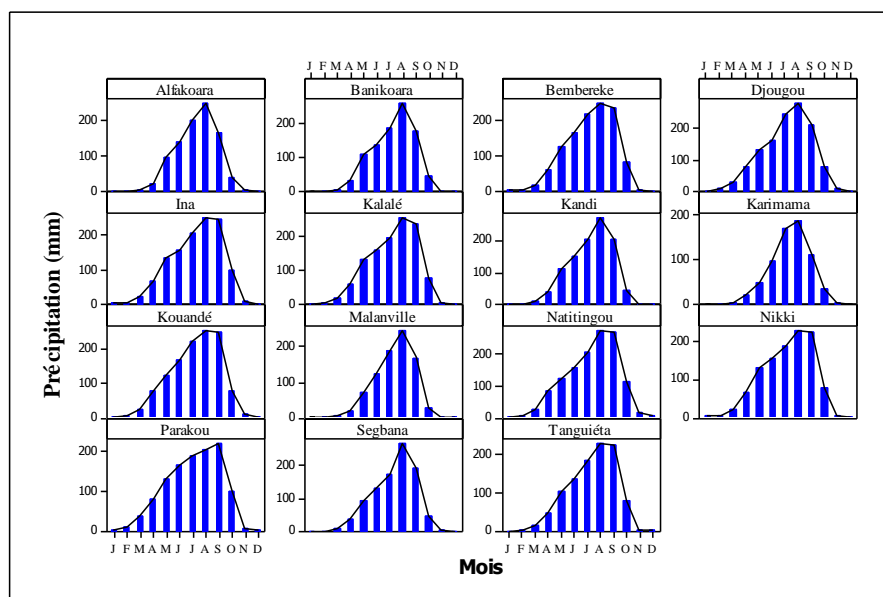 J F M A M J J A S O N D
J F M A M J J A S O N D
Alfakoara
Banikoara
Bembereke
Djougou
200
100
0
200
100
0
200
100
0
200
100
0
Ina
Kalalé
Kandi
Karimama
200
100
0
200
100
0
200
100
0
200
100
0
Kouandé
Malanville
Natitingou
Nikki
200
100
0
200
100
0
200
100
0
200
100
0
Parakou
Segbana
Tanguiéta
200
100
0
200
100
0
200
100
0
J F M A M J J A S O N D
J F M A M J J A S O N D
Précipitation (mm)
Mois